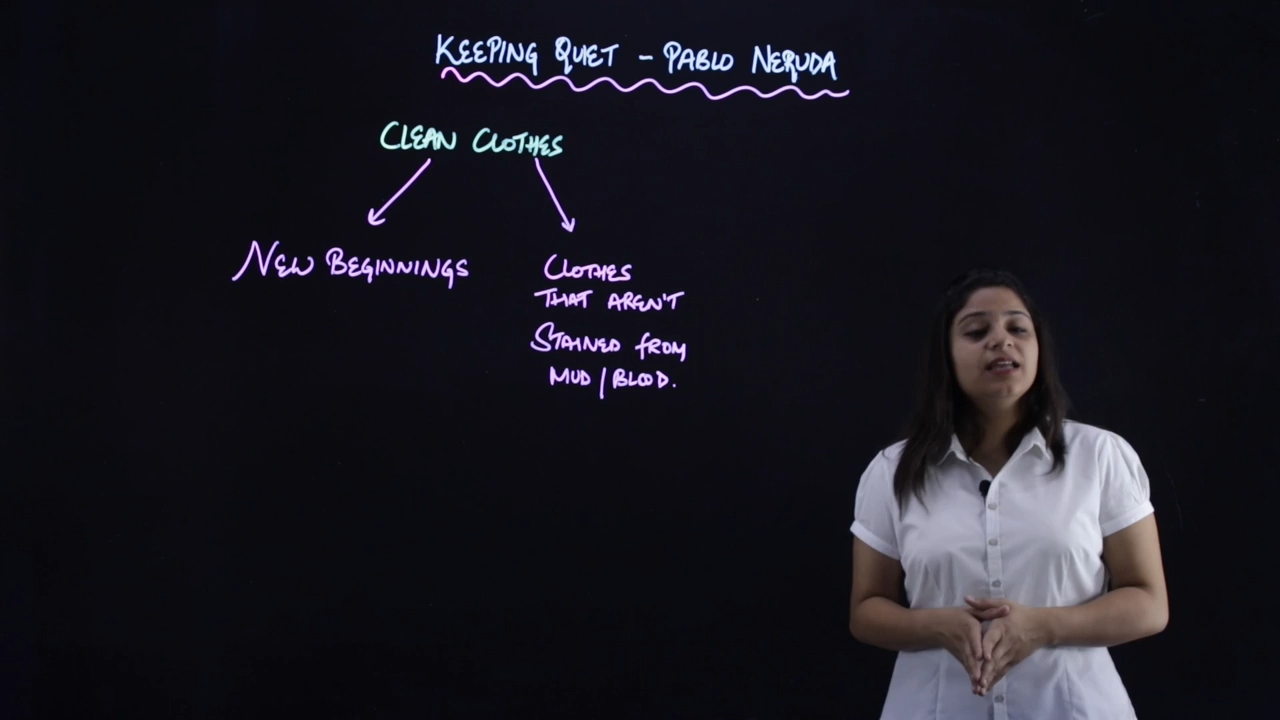 KEEPING QUIET - PABLO NERUDA
CLEAN CLOTHES
NEW BEGINNINGS
CLOTHES
THAT AREN'T
STAINED FROM
MUD / BLOOD.